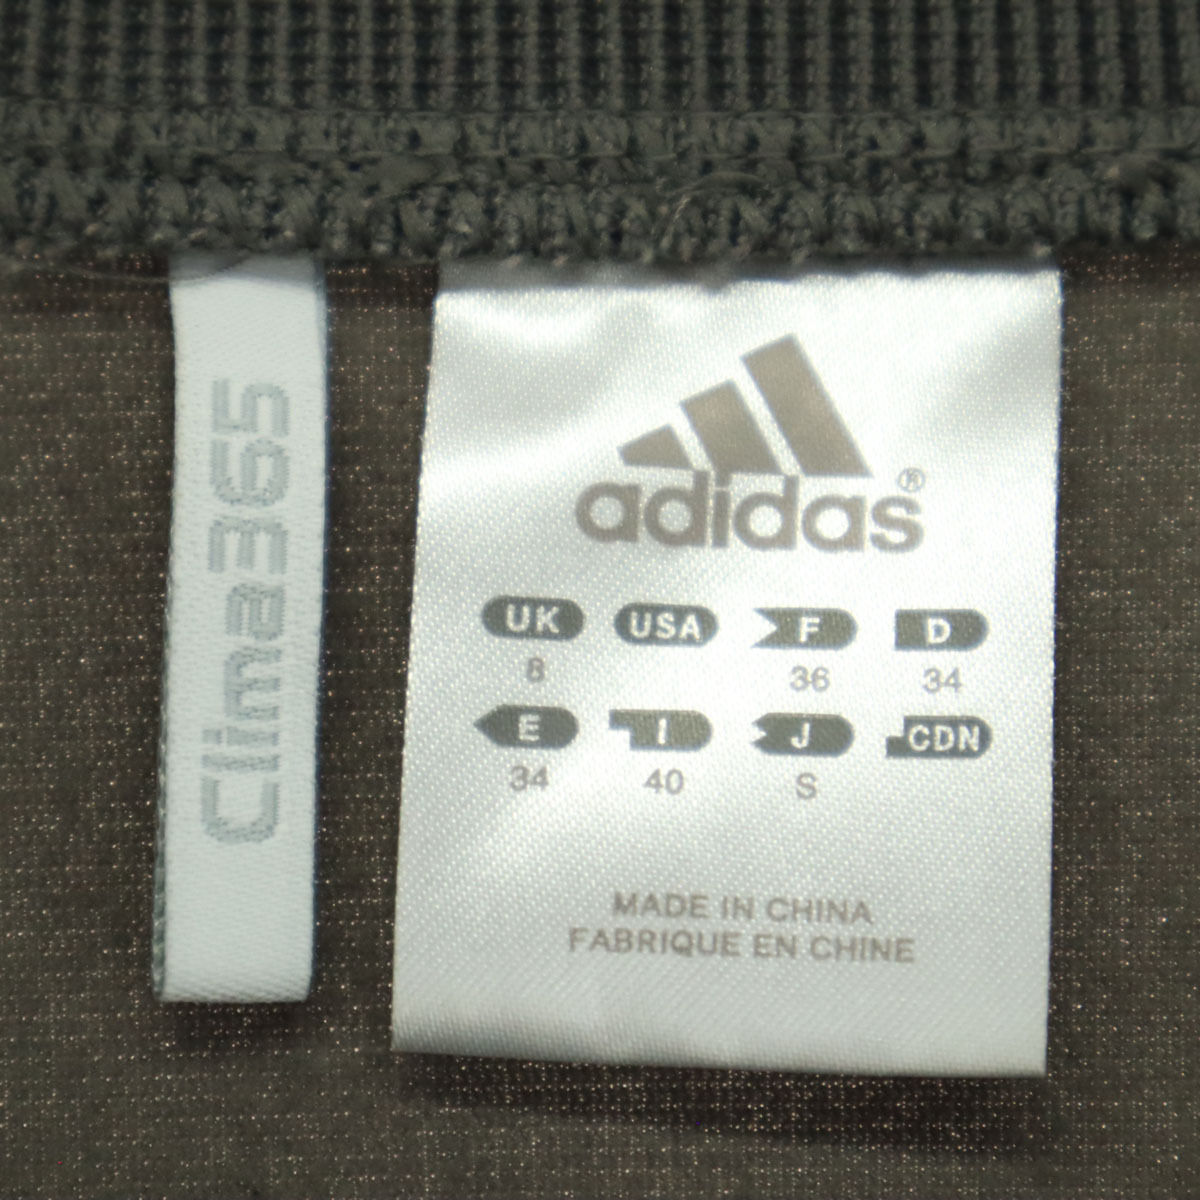 Clima365
adidas®
UK USA F D
8 36 34
E I J CDN
34 40 S
MADE IN CHINA
FABRIQUE EN CHINE